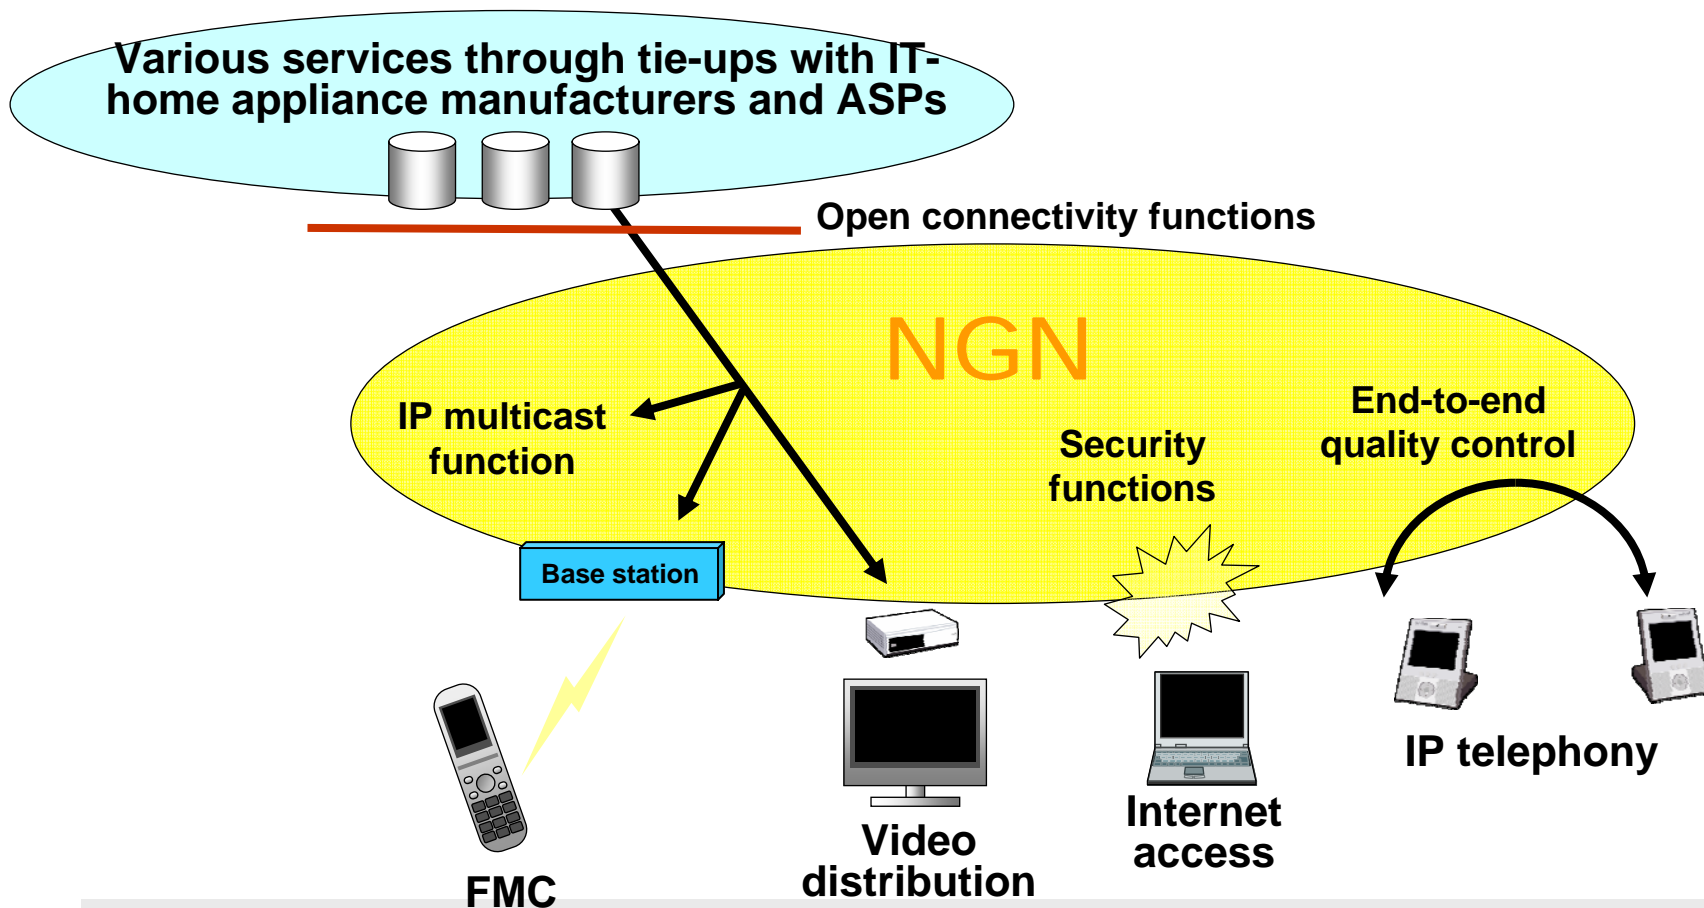 Various services through tie-ups with IT-
home appliance manufacturers and ASPs
Open connectivity functions
NGN
IP multicast
function
Security
functions
End-to-end
quality control
Base station
FMC
Video
distribution
Internet
access
IP telephony